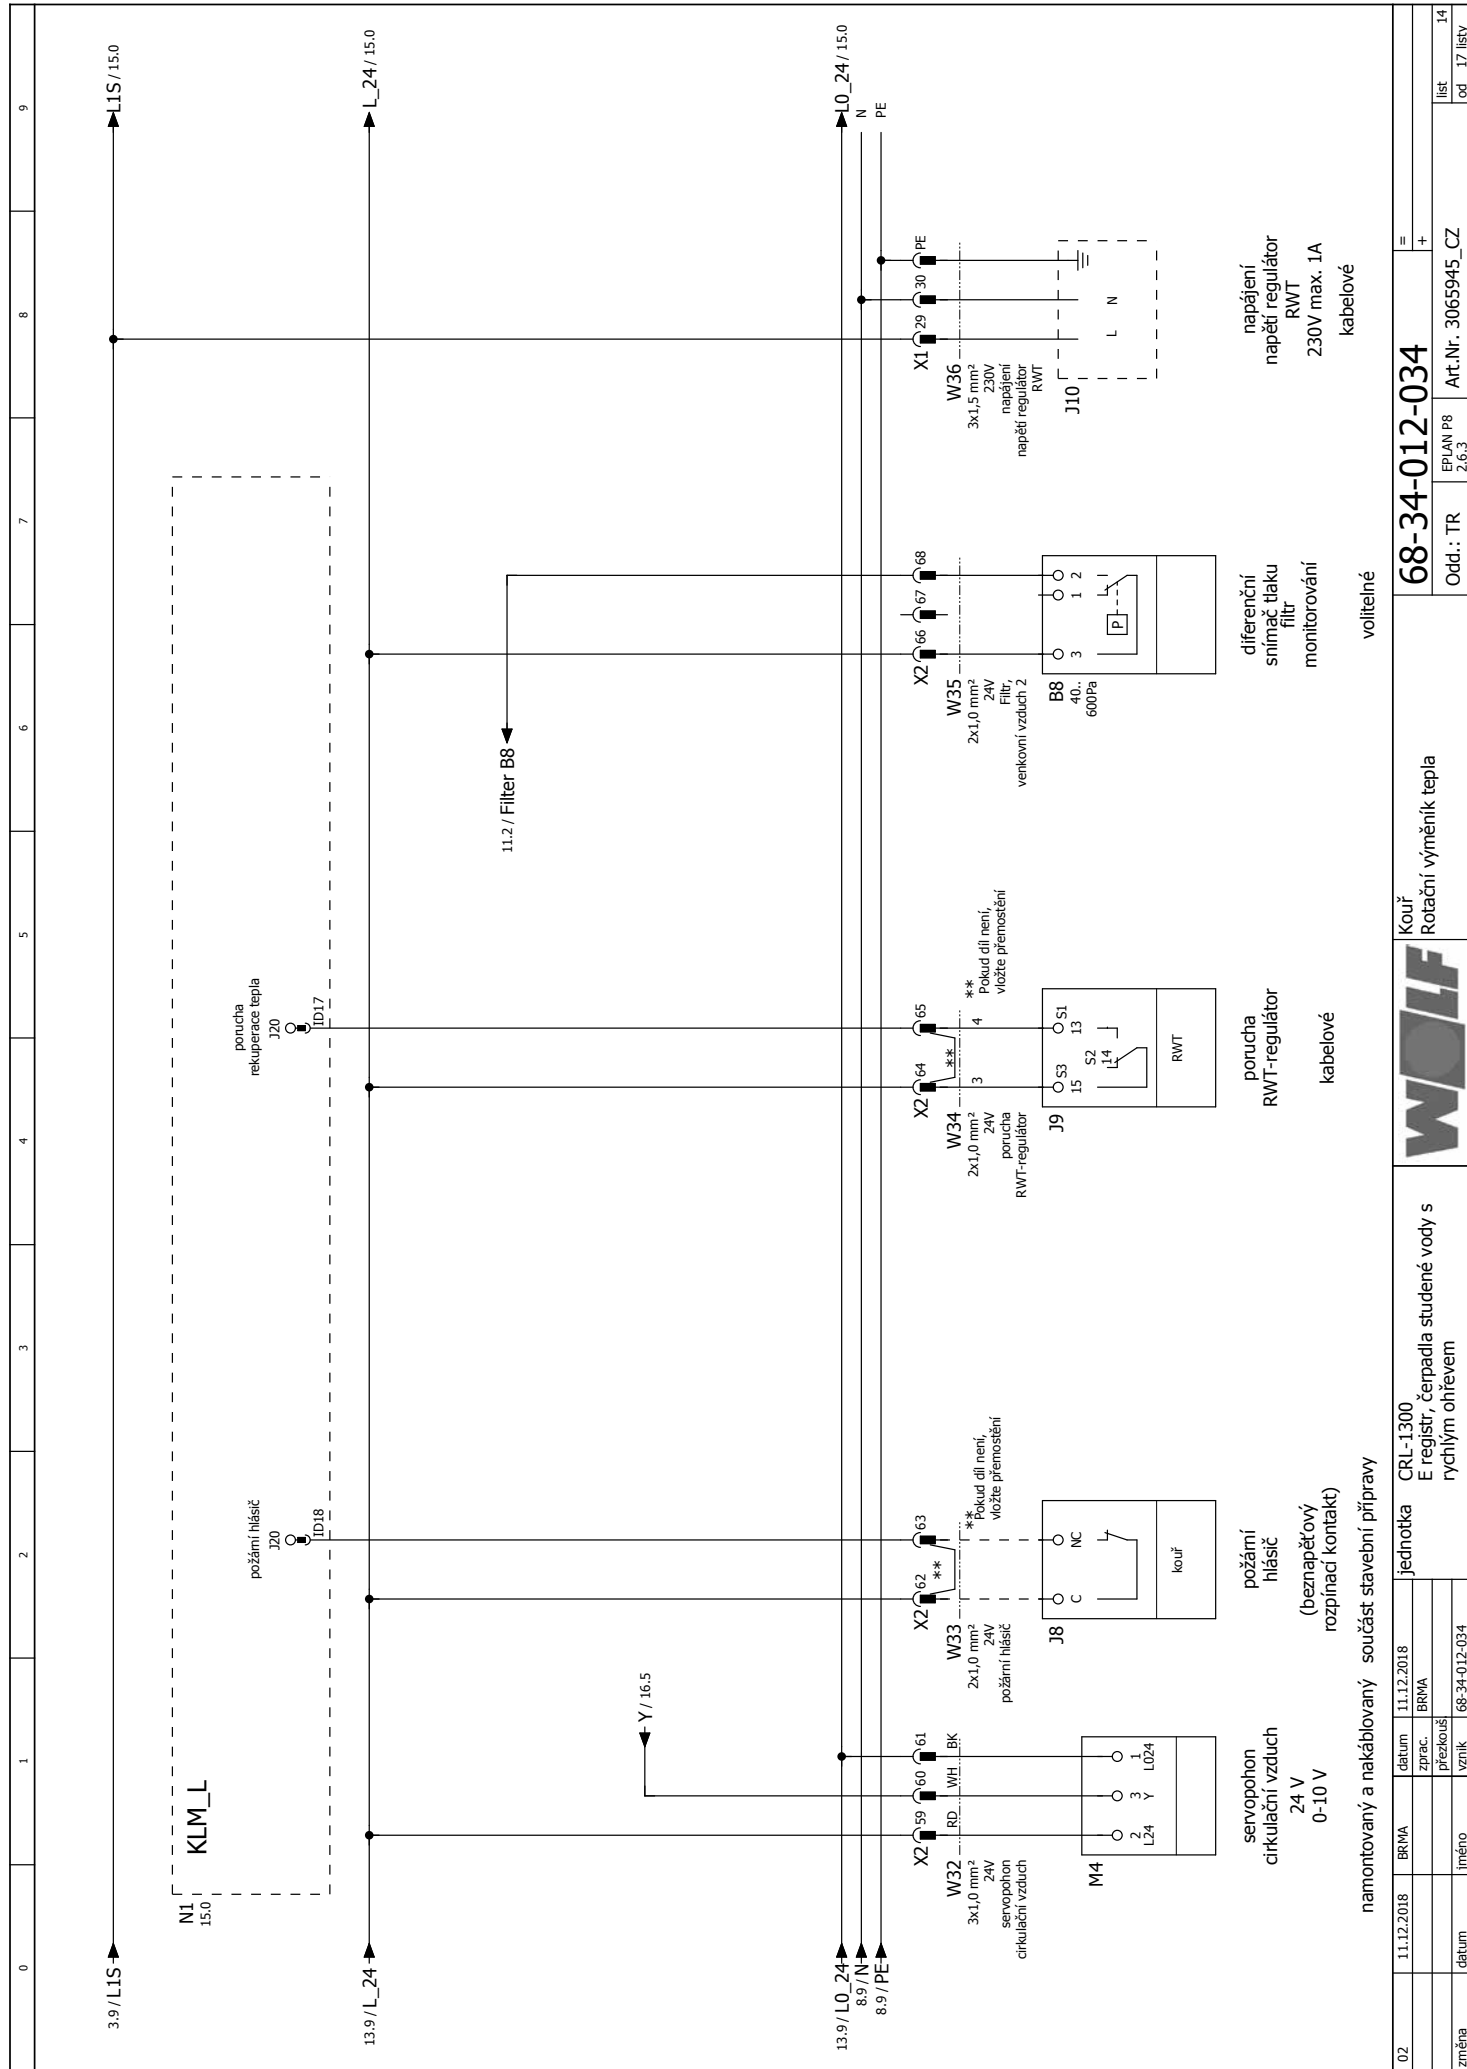 0 1 2 3 4 5 6 7 8 9
3.9 / L1S
L1S / 15.0
N1
15.0
KLM_L
požární hlásič
J20
ID18
porucha
rekuperace tepla
J20
ID17
13.9 / L_24
L_24 / 15.0
11.2 / Filter B8
Y / 16.5
13.9 / L0_24
L0_24 / 15.0
8.9 / N
N
8.9 / PE
PE
X2 59 60 61
RD WH BK
W32
3x1,0 mm²
24V
servopohon
cirkulační vzduch
M4
2 3 1
L24 Y L024
servopohon
cirkulační vzduch
24 V
0-10 V
namontovaný a nakáblovaný
X2 62 63
**
W33
2x1,0 mm²
24V
požární hlásič
**
Pokud díl není,
vložte přemostění
J8
C NC
kouř
požární
hlásič
(beznapěťový
rozpínací kontakt)
součást stavební přípravy
X2 64 65
**
W34
2x1,0 mm²
24V
porucha
RWT-regulátor
3 4
**
Pokud díl není,
vložte přemostění
J9
S3 S2 S1
15 14 13
RWT
porucha
RWT-regulátor
kabelové
X2 66 67 68
W35
2x1,0 mm²
24V
Filtr,
venkovní vzduch 2
B8
40..
600Pa
3 1 2
P
diferenční
snímač tlaku
filtr
monitorování
volitelné
X1 29 30 PE
W36
3x1,5 mm²
230V
napájení
napětí regulátor
RWT
J10
L N
napájení
napětí regulátor
RWT
230V max. 1A
kabelové
02 11.12.2018 BRMA datum 11.12.2018
zprac. BRMA
přezkouš.
změna datum jméno vznik 68-34-012-034
jednotka CRL-1300
E registr, čerpadla studené vody s
rychlým ohřevem
WOLF
Kouř
Rotační výměník tepla
68-34-012-034
=
+
Odd.: TR
EPLAN P8
2.6.3
Art.Nr. 3065945_CZ
list 14
od 17 listy